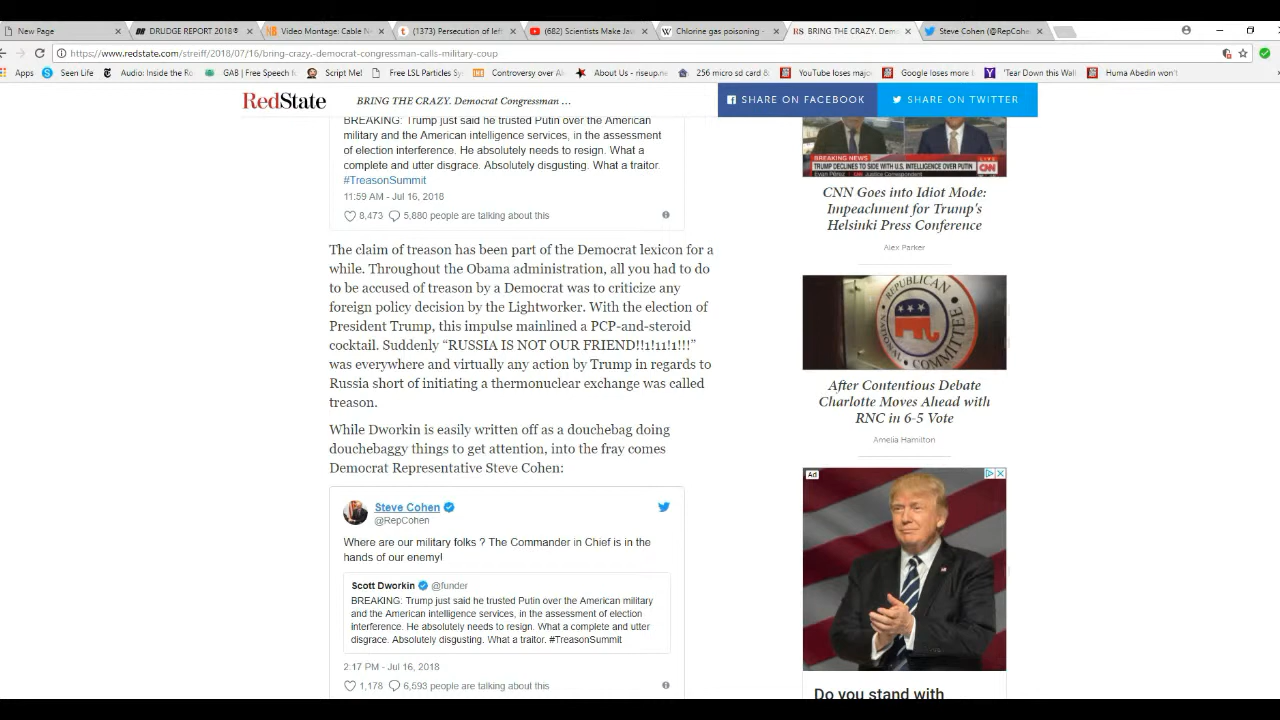 New Page
DRUDGE REPORT 2018®
Video Montage: Cable N
(1373) Persecution of left
(682) Scientists Make Jav
Chlorine gas poisoning -
BRING THE CRAZY. Dem
Steve Cohen (@RepCohe
https://www.redstate.com/streiff/2018/07/16/bring-crazy.-democrat-congressman-calls-military-coup
Apps
Seen Life
Audio: Inside the Ro
GAB | Free Speech f
Script Mel
Free LSL Particles Sy
Controversy over A
About Us - riseup.ne
256 micro sd card 8
YouTube loses majo
Google loses more l
'Tear Down this Wal
Huma Abedin won't
RedState
BRING THE CRAZY. Democrat Congressman ...
SHARE ON FACEBOOK
SHARE ON TWITTER
BREAKING: Trump just said he trusted Putin over the American
military and the American intelligence services, in the assessment
of election interference. He absolutely needs to resign. What a
complete and utter disgrace. Absolutely disgusting. What a traitor.
#TreasonSummit
11:59 AM - Jul 16, 2018
8,473
5,880 people are talking about this
The claim of treason has been part of the Democrat lexicon for a
while. Throughout the Obama administration, all you had to do
to be accused of treason by a Democrat was to criticize any
foreign policy decision by the Lightworker. With the election of
President Trump, this impulse mainlined a PCP-and-steroid
cocktail. Suddenly “RUSSIA IS NOT OUR FRIEND!!1!11!1!!!”
was everywhere and virtually any action by Trump in regards to
Russia short of initiating a thermonuclear exchange was called
treason.
While Dworkin is easily written off as a douchebag doing
douchebaggy things to get attention, into the fray comes
Democrat Representative Steve Cohen:
Steve Cohen
@RepCohen
Where are our military folks ? The Commander in Chief is in the
hands of our enemy!
Scott Dworkin @funder
BREAKING: Trump just said he trusted Putin over the American military
and the American intelligence services, in the assessment of election
interference. He absolutely needs to resign. What a complete and utter
disgrace. Absolutely disgusting. What a traitor. #TreasonSummit
2:17 PM - Jul 16, 2018
1,178
6,593 people are talking about this
BREAKING NEWS
LIVE
TRUMP DECLINES TO SIDE WITH U.S. INTELLIGENCE OVER PUTIN
CNN
Evan Pérez
Justice Correspondent
CNN Goes into Idiot Mode:
Impeachment for Trump's
Helsinki Press Conference
Alex Parker
REPUBLICAN
NATIONAL
COMMITTEE
After Contentious Debate
Charlotte Moves Ahead with
RNC in 6-5 Vote
Amelia Hamilton
Ad
Do you stand with